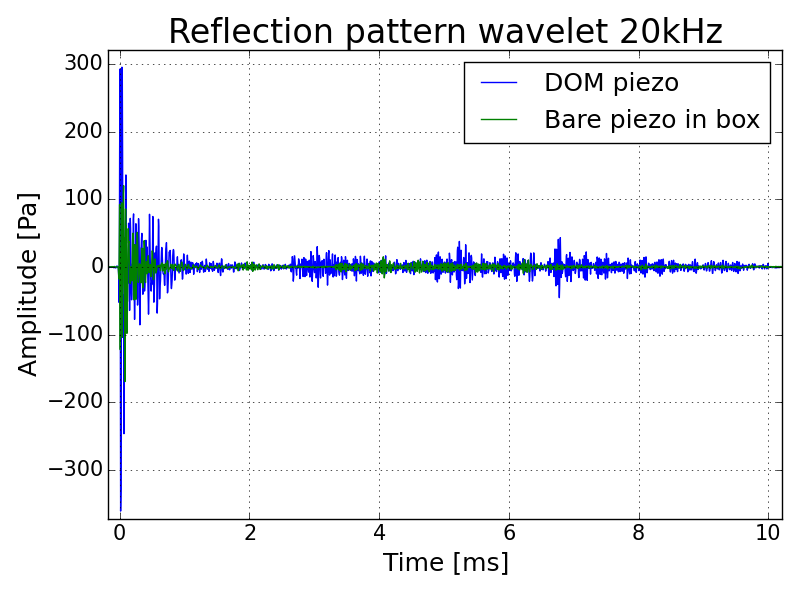 Reflection pattern wavelet 20kHz
DOM piezo
Bare piezo in box
300
200
100
0
−100
−200
−300
Amplitude [Pa]
0 2 4 6 8 10
Time [ms]